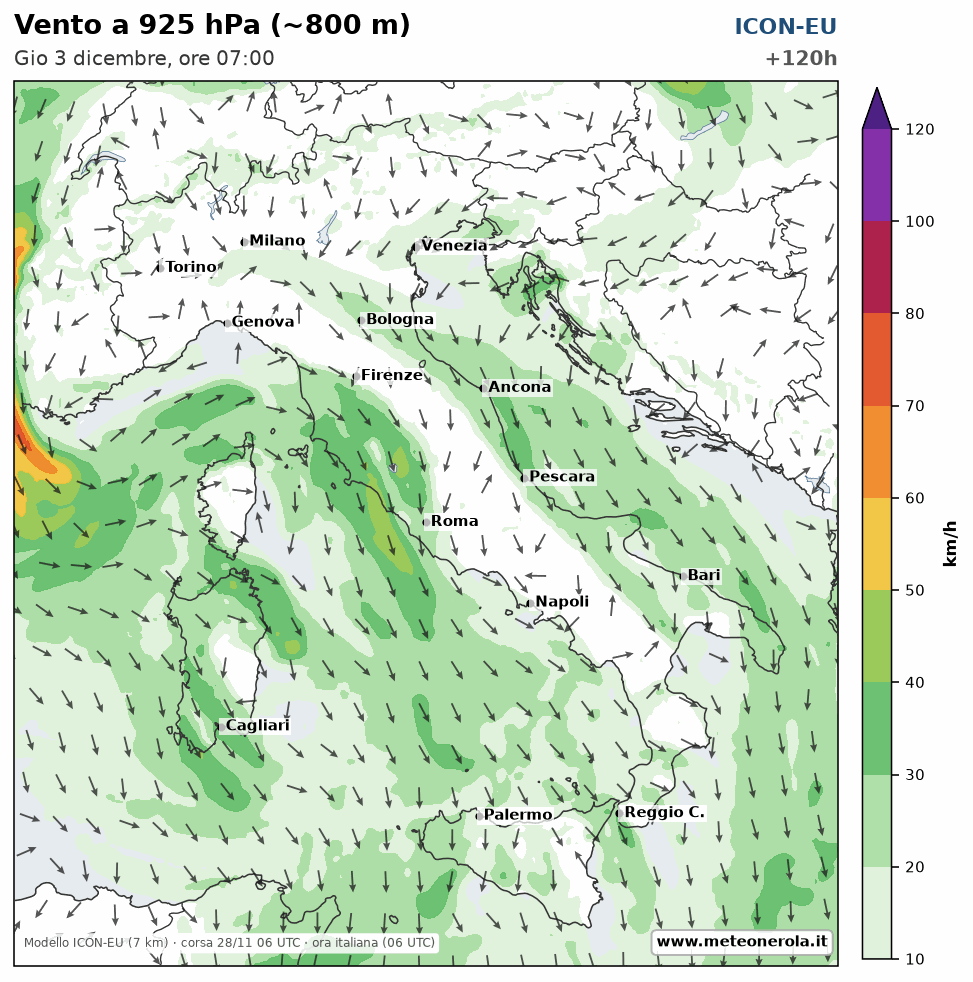 Vento a 925 hPa (~800 m)
ICON-EU
Gio 3 dicembre, ore 07:00
+120h
Milano
Venezia
Torino
Genova
Bologna
Firenze
Ancona
Pescara
Roma
Bari
Napoli
Cagliari
Palermo
Reggio C.
120
100
80
70
60
50
40
30
20
10
km/h
Modello ICON-EU (7 km) · corsa 28/11 06 UTC · ora italiana (06 UTC)
www.meteonerola.it